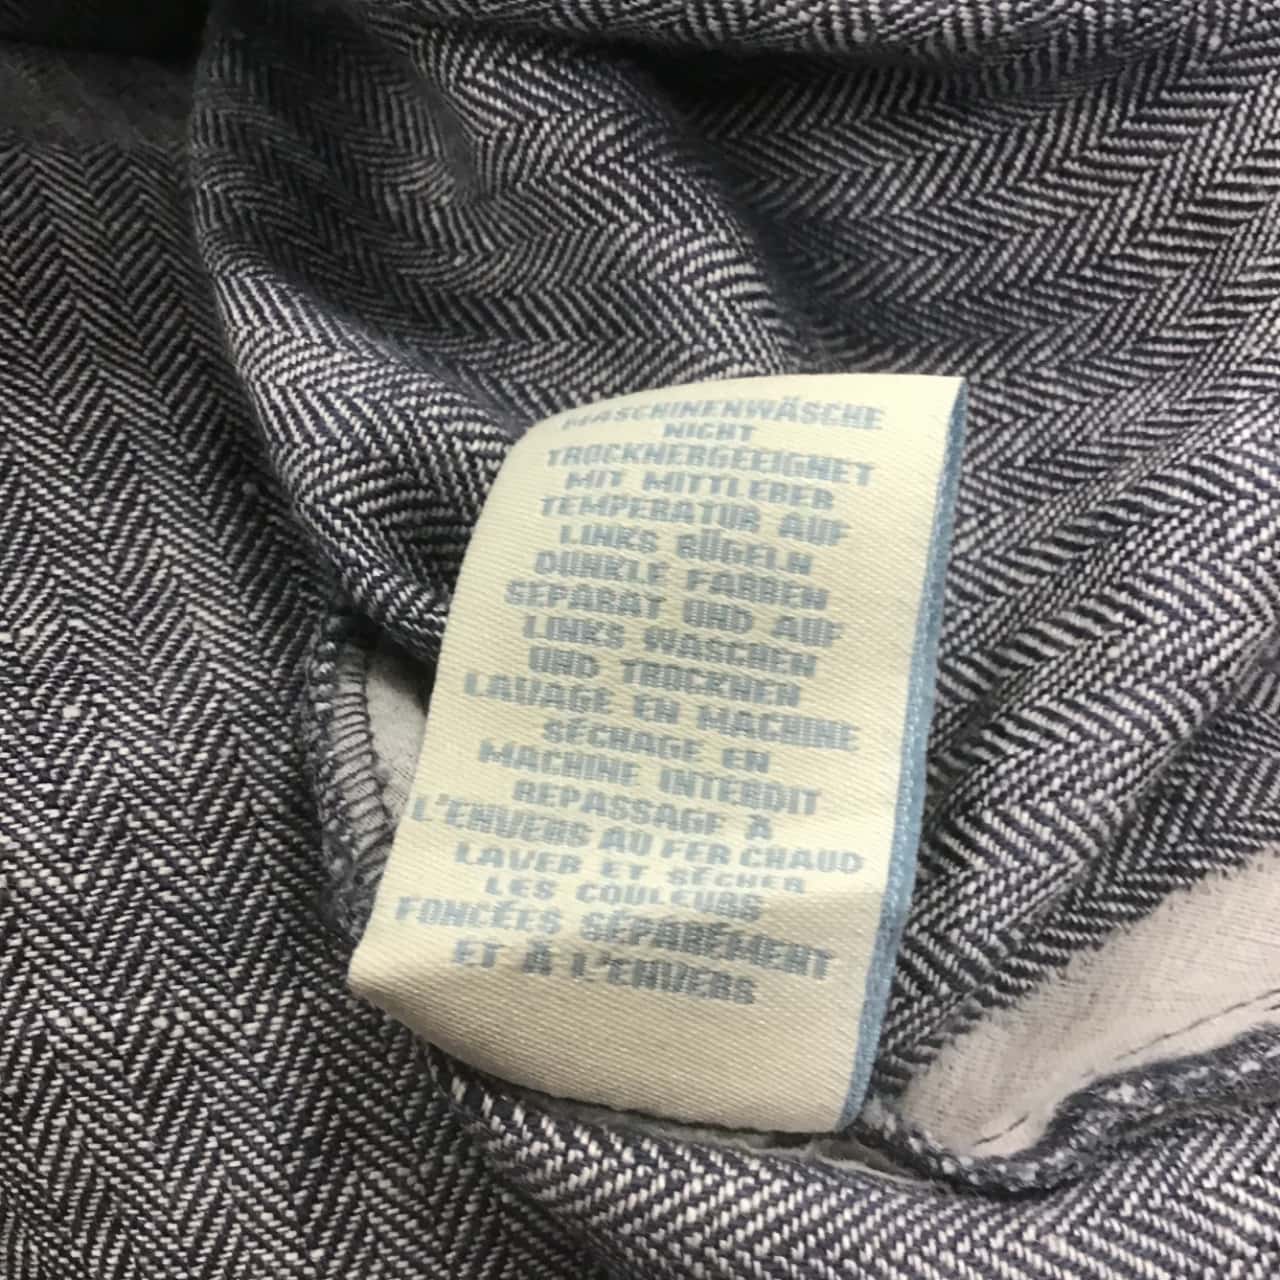 MASCHINENWÄSCHE
NICHT
TROCKNERGEEIGNET
MIT MITTLERER
TEMPERATUR AUF
LINKS BÜGELN
DUNKLE FARBEN
SEPARAT UND AUF
LINKS WASCHEN
UND TROCKNEN
LAVAGE EN MACHINE
SÉCHAGE EN
MACHINE INTERDIT
REPASSAGE À
L'ENVERS AU FER CHAUD
LAVER ET SÉCHER
LES COULEURS
FONCÉES SÉPARÉMENT
ET À L'ENVERS